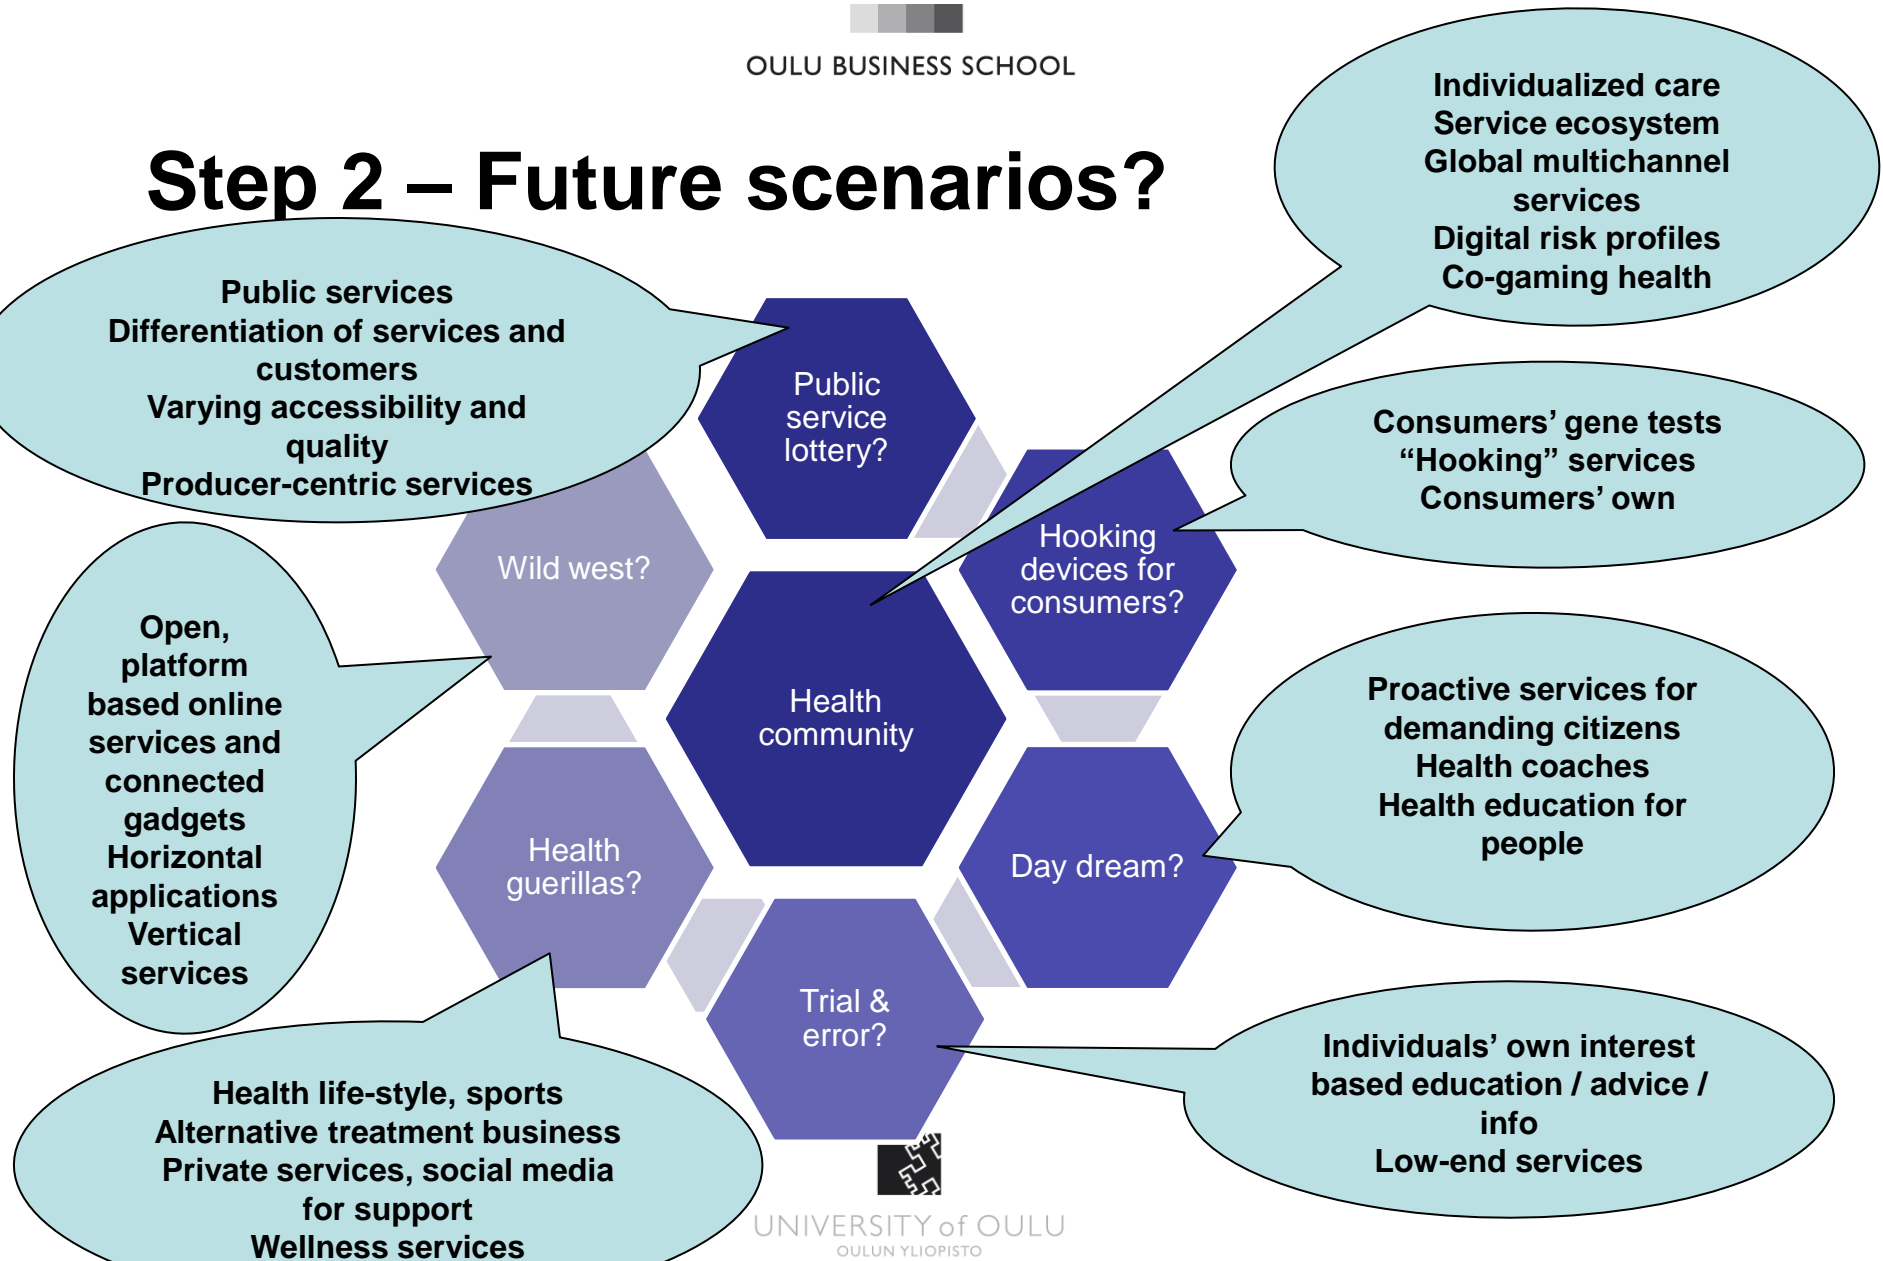 OULU BUSINESS SCHOOL
Step 2 – Future scenarios?
Individualized care
Service ecosystem
Global multichannel
services
Digital risk profiles
Co-gaming health
Public services
Differentiation of services and
customers
Varying accessibility and
quality
Producer-centric services
Public
service
lottery?
Consumers’ gene tests
“Hooking” services
Consumers’ own
Hooking
devices for
consumers?
Wild west?
Open,
platform
based online
services and
connected
gadgets
Horizontal
applications
Vertical
services
Health
community
Proactive services for
demanding citizens
Health coaches
Health education for
people
Health
guerillas?
Day dream?
Trial &
error?
Individuals’ own interest
based education / advice /
info
Low-end services
Health life-style, sports
Alternative treatment business
Private services, social media
for support
Wellness services
UNIVERSITY of OULU
OULUN YLIOPISTO